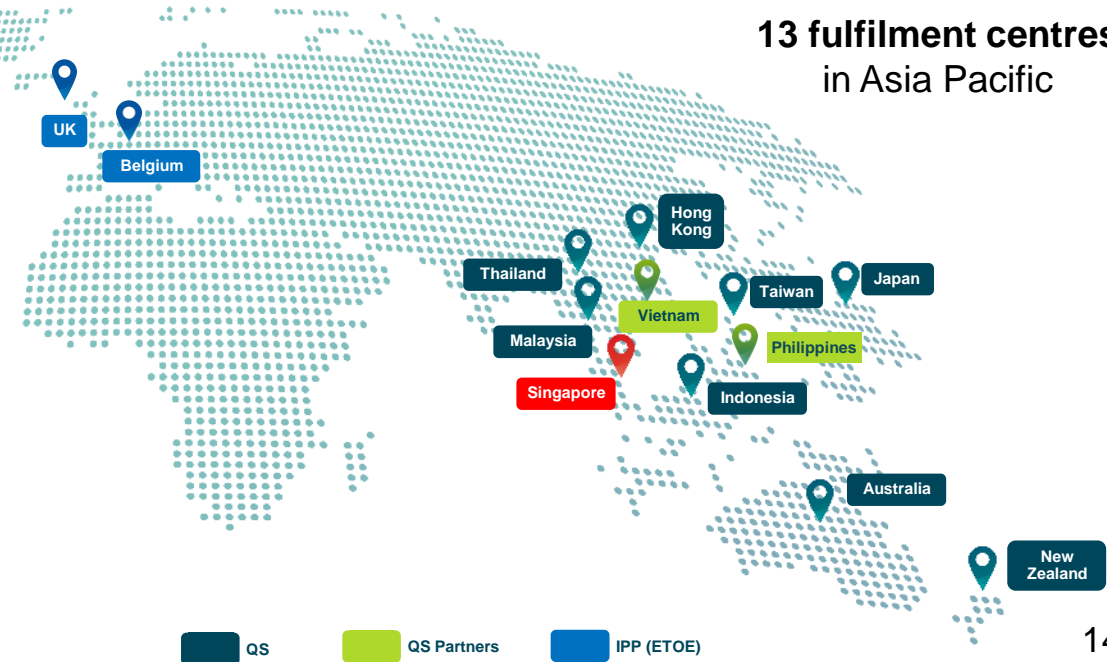 13 fulfilment centres
in Asia Pacific
UK
Belgium
Hong
Kong
Thailand
Taiwan
Japan
Vietnam
Malaysia
Philippines
Singapore
Indonesia
Australia
New
Zealand
QS
QS Partners
IPP (ETOE)
14